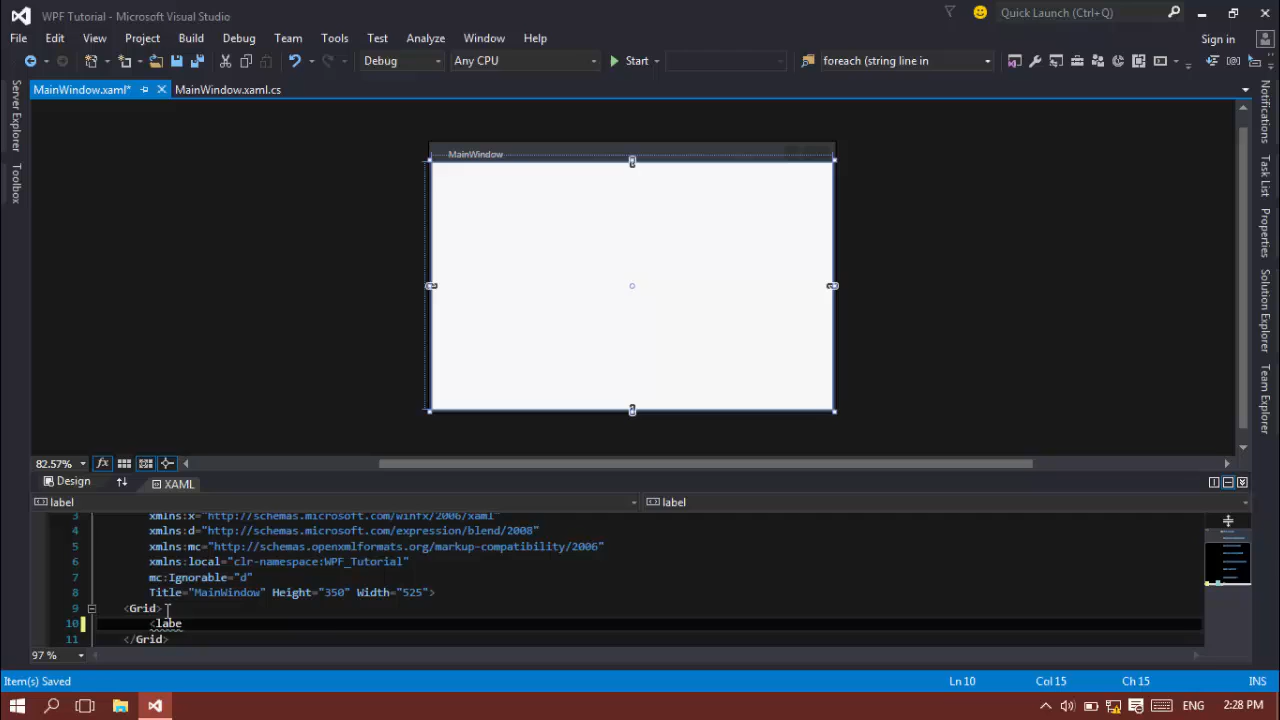 WPF Tutorial - Microsoft Visual Studio
Quick Launch (Ctrl+Q)
File Edit View Project Build Debug Team Tools Test Analyze Window Help
Sign in
Debug Any CPU Start foreach (string line in
MainWindow.xaml* MainWindow.xaml.cs
Server Explorer
Toolbox
Notifications
Task List
Properties
Solution Explorer
Team Explorer
MainWindow
82.57% fx
Design XAML
label label
3 xmlns:x="http://schemas.microsoft.com/winfx/2006/xaml"
4 xmlns:d="http://schemas.microsoft.com/expression/blend/2008"
5 xmlns:mc="http://schemas.openxmlformats.org/markup-compatibility/2006"
6 xmlns:local="clr-namespace:WPF_Tutorial"
7 mc:Ignorable="d"
8 Title="MainWindow" Height="350" Width="525">
9 <Grid>
10 <labe
11 </Grid>
97 %
Item(s) Saved Ln 10 Col 15 Ch 15 INS
ENG 2:28 PM